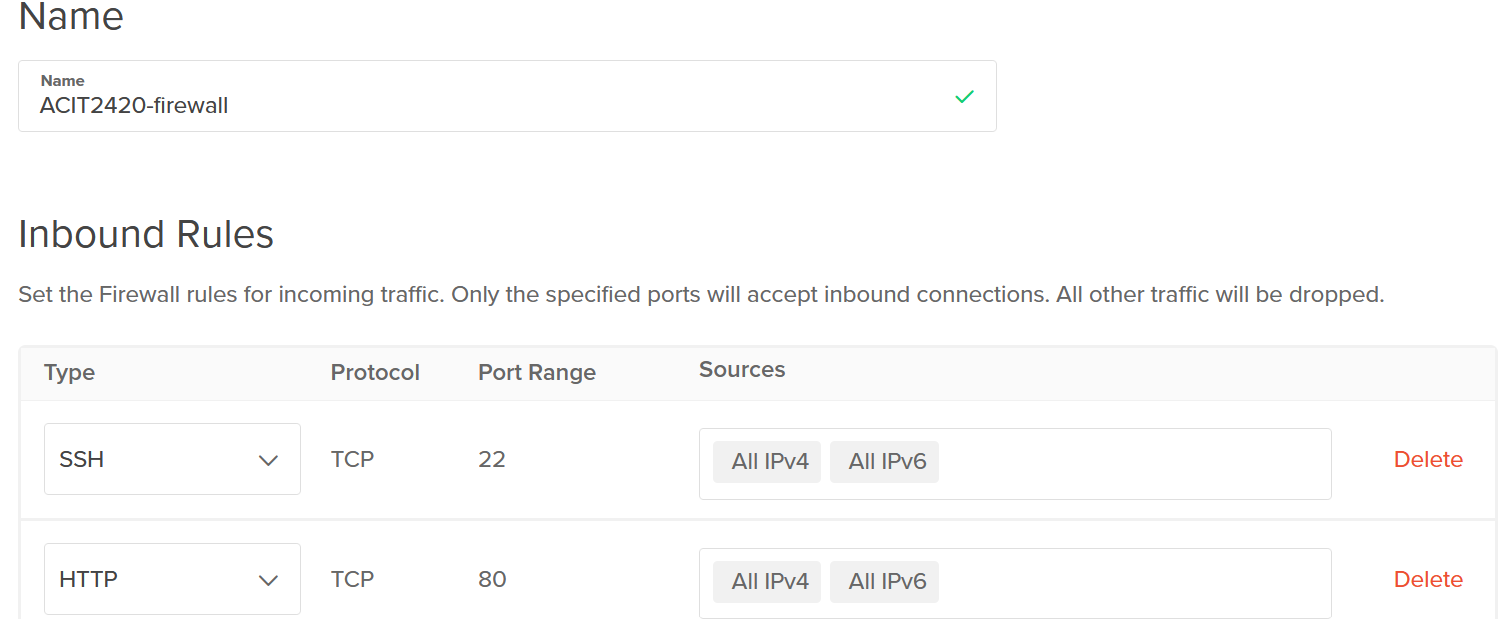 Name
Name
ACIT2420-firewall
Inbound Rules
Set the Firewall rules for incoming traffic. Only the specified ports will accept inbound connections. All other traffic will be dropped.
Type Protocol Port Range Sources
SSH TCP 22 All IPv4 All IPv6 Delete
HTTP TCP 80 All IPv4 All IPv6 Delete